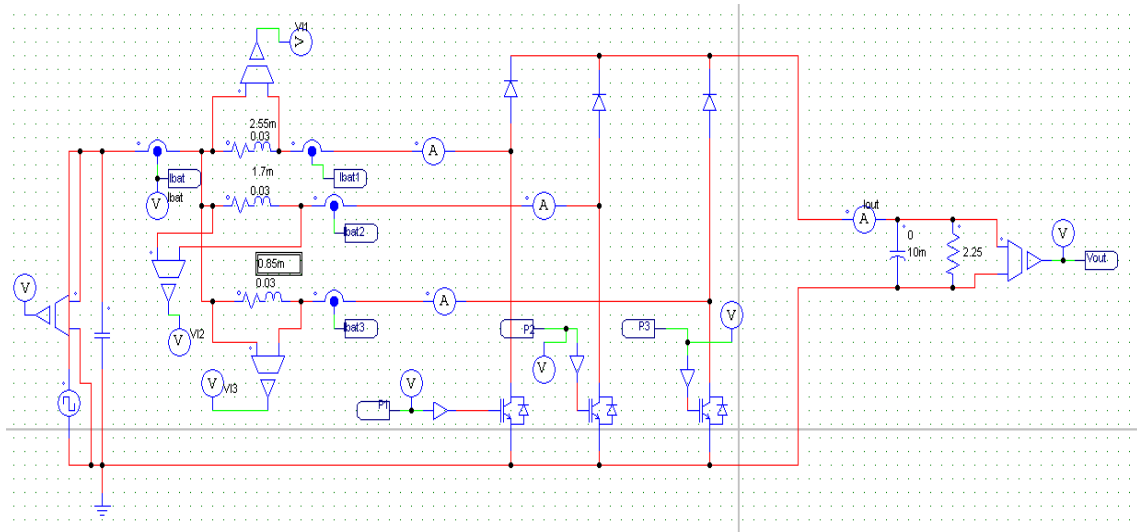 VI1
V
2.55m
0.03
A
Ibat
Ibat1
V
Ibat
1.7m
0.03
A
Ibat2
Iout
A
V
0
10m
2.25
Vout
0.85m
0.03
A
V
V
VI2
Ibat3
P2
P3
V
V
V
VI3
V
P1